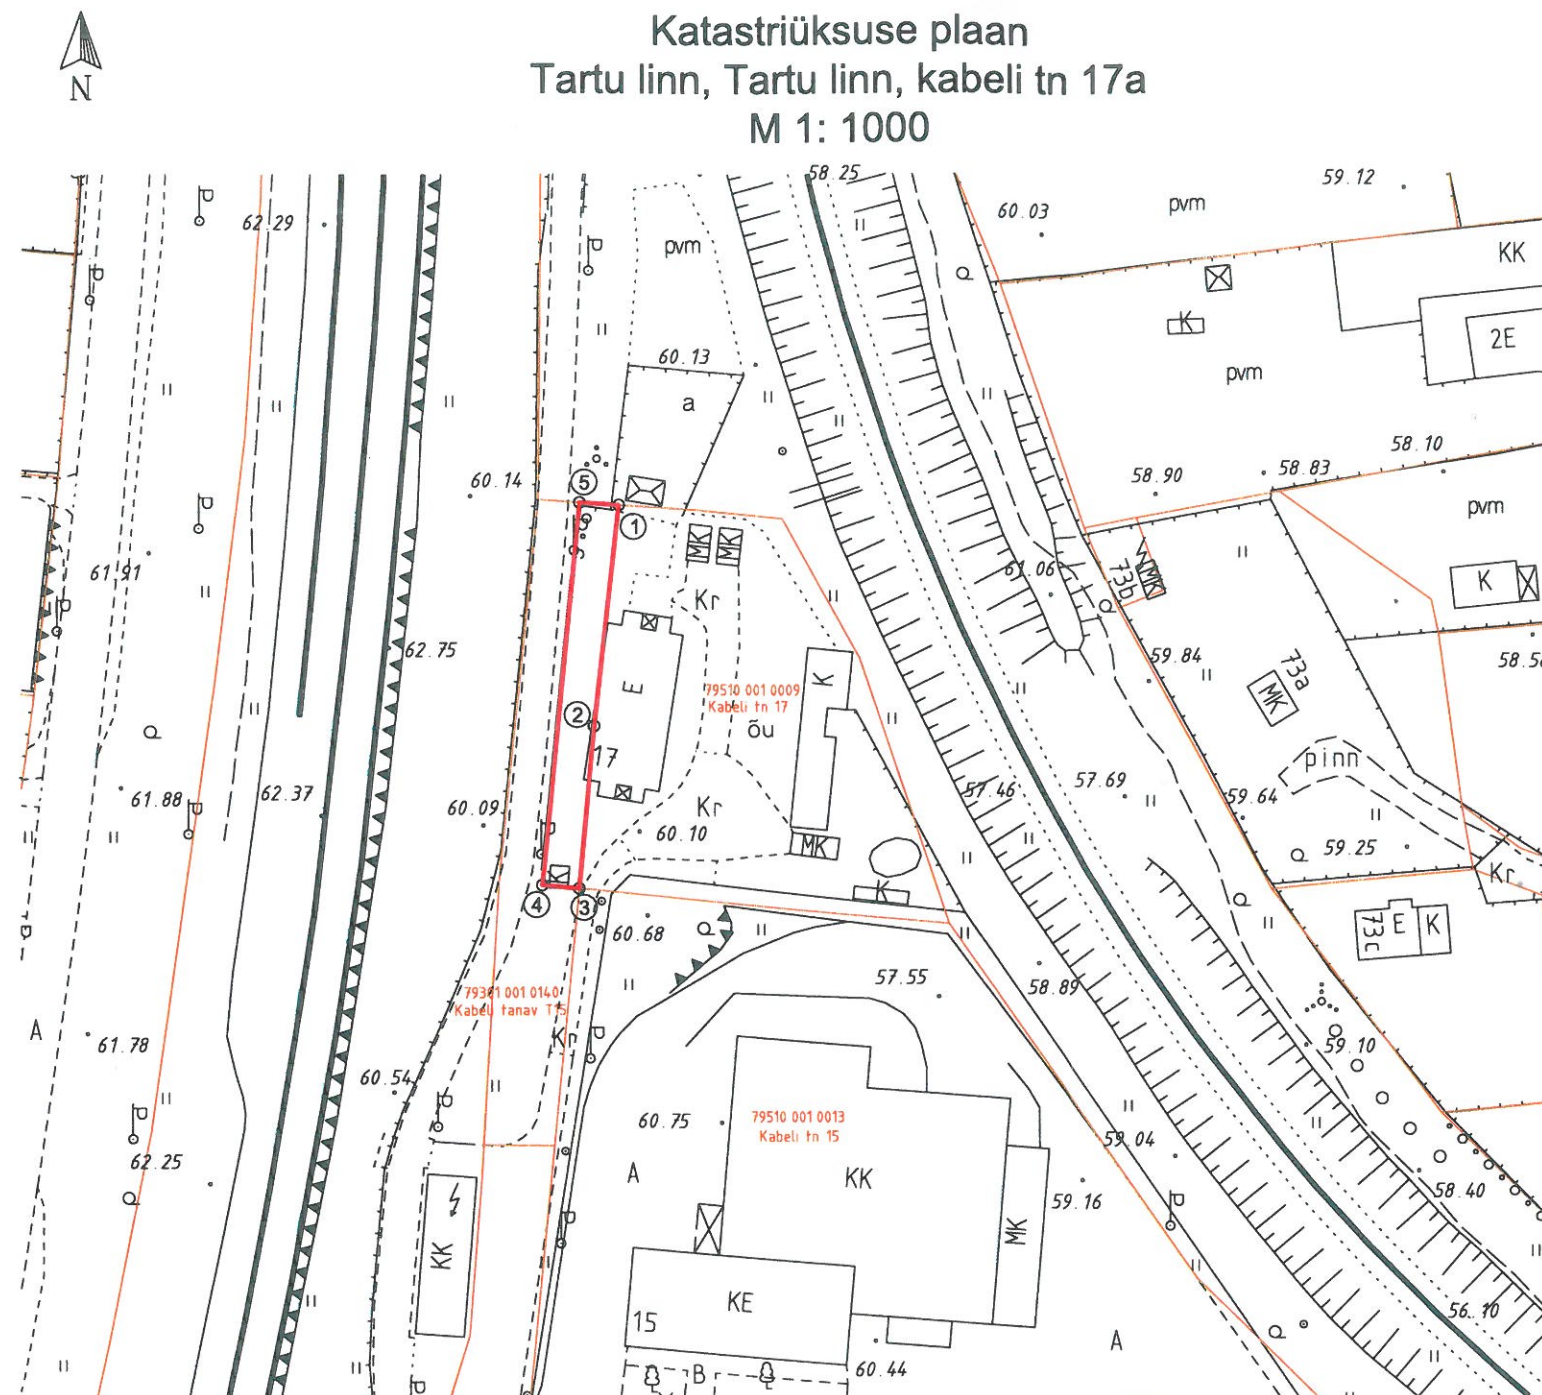 Katastriüksuse plaan
Tartu linn, Tartu linn, kabeli tn 17a
M 1: 1000
N
58.25
59.12
62.29
60.03
pvm
pvm
KK
K
2E
60.13
pvm
a
58.10
60.14
58.90
58.83
5
1
pvm
MK
MK
61.91
61.06
73b
MK
K
Kr
62.75
59.84
58.56
E
K
73a
MK
79510 001 0009
Kabeli tn 17
2
õu
17
pinn
61.88
62.37
60.09
Kr
57.46
57.69
59.64
60.10
MK
59.25
K
K
Kr
4
3
60.68
73c
E
K
57.55
58.89
79301 001 0140
Kabeli tanav T15
A
61.78
Kr
59.10
60.54
60.75
79510 001 0013
Kabeli tn 15
59.04
62.25
A
KK
59.16
58.40
KK
MK
KE
15
56.10
60.44
A
B